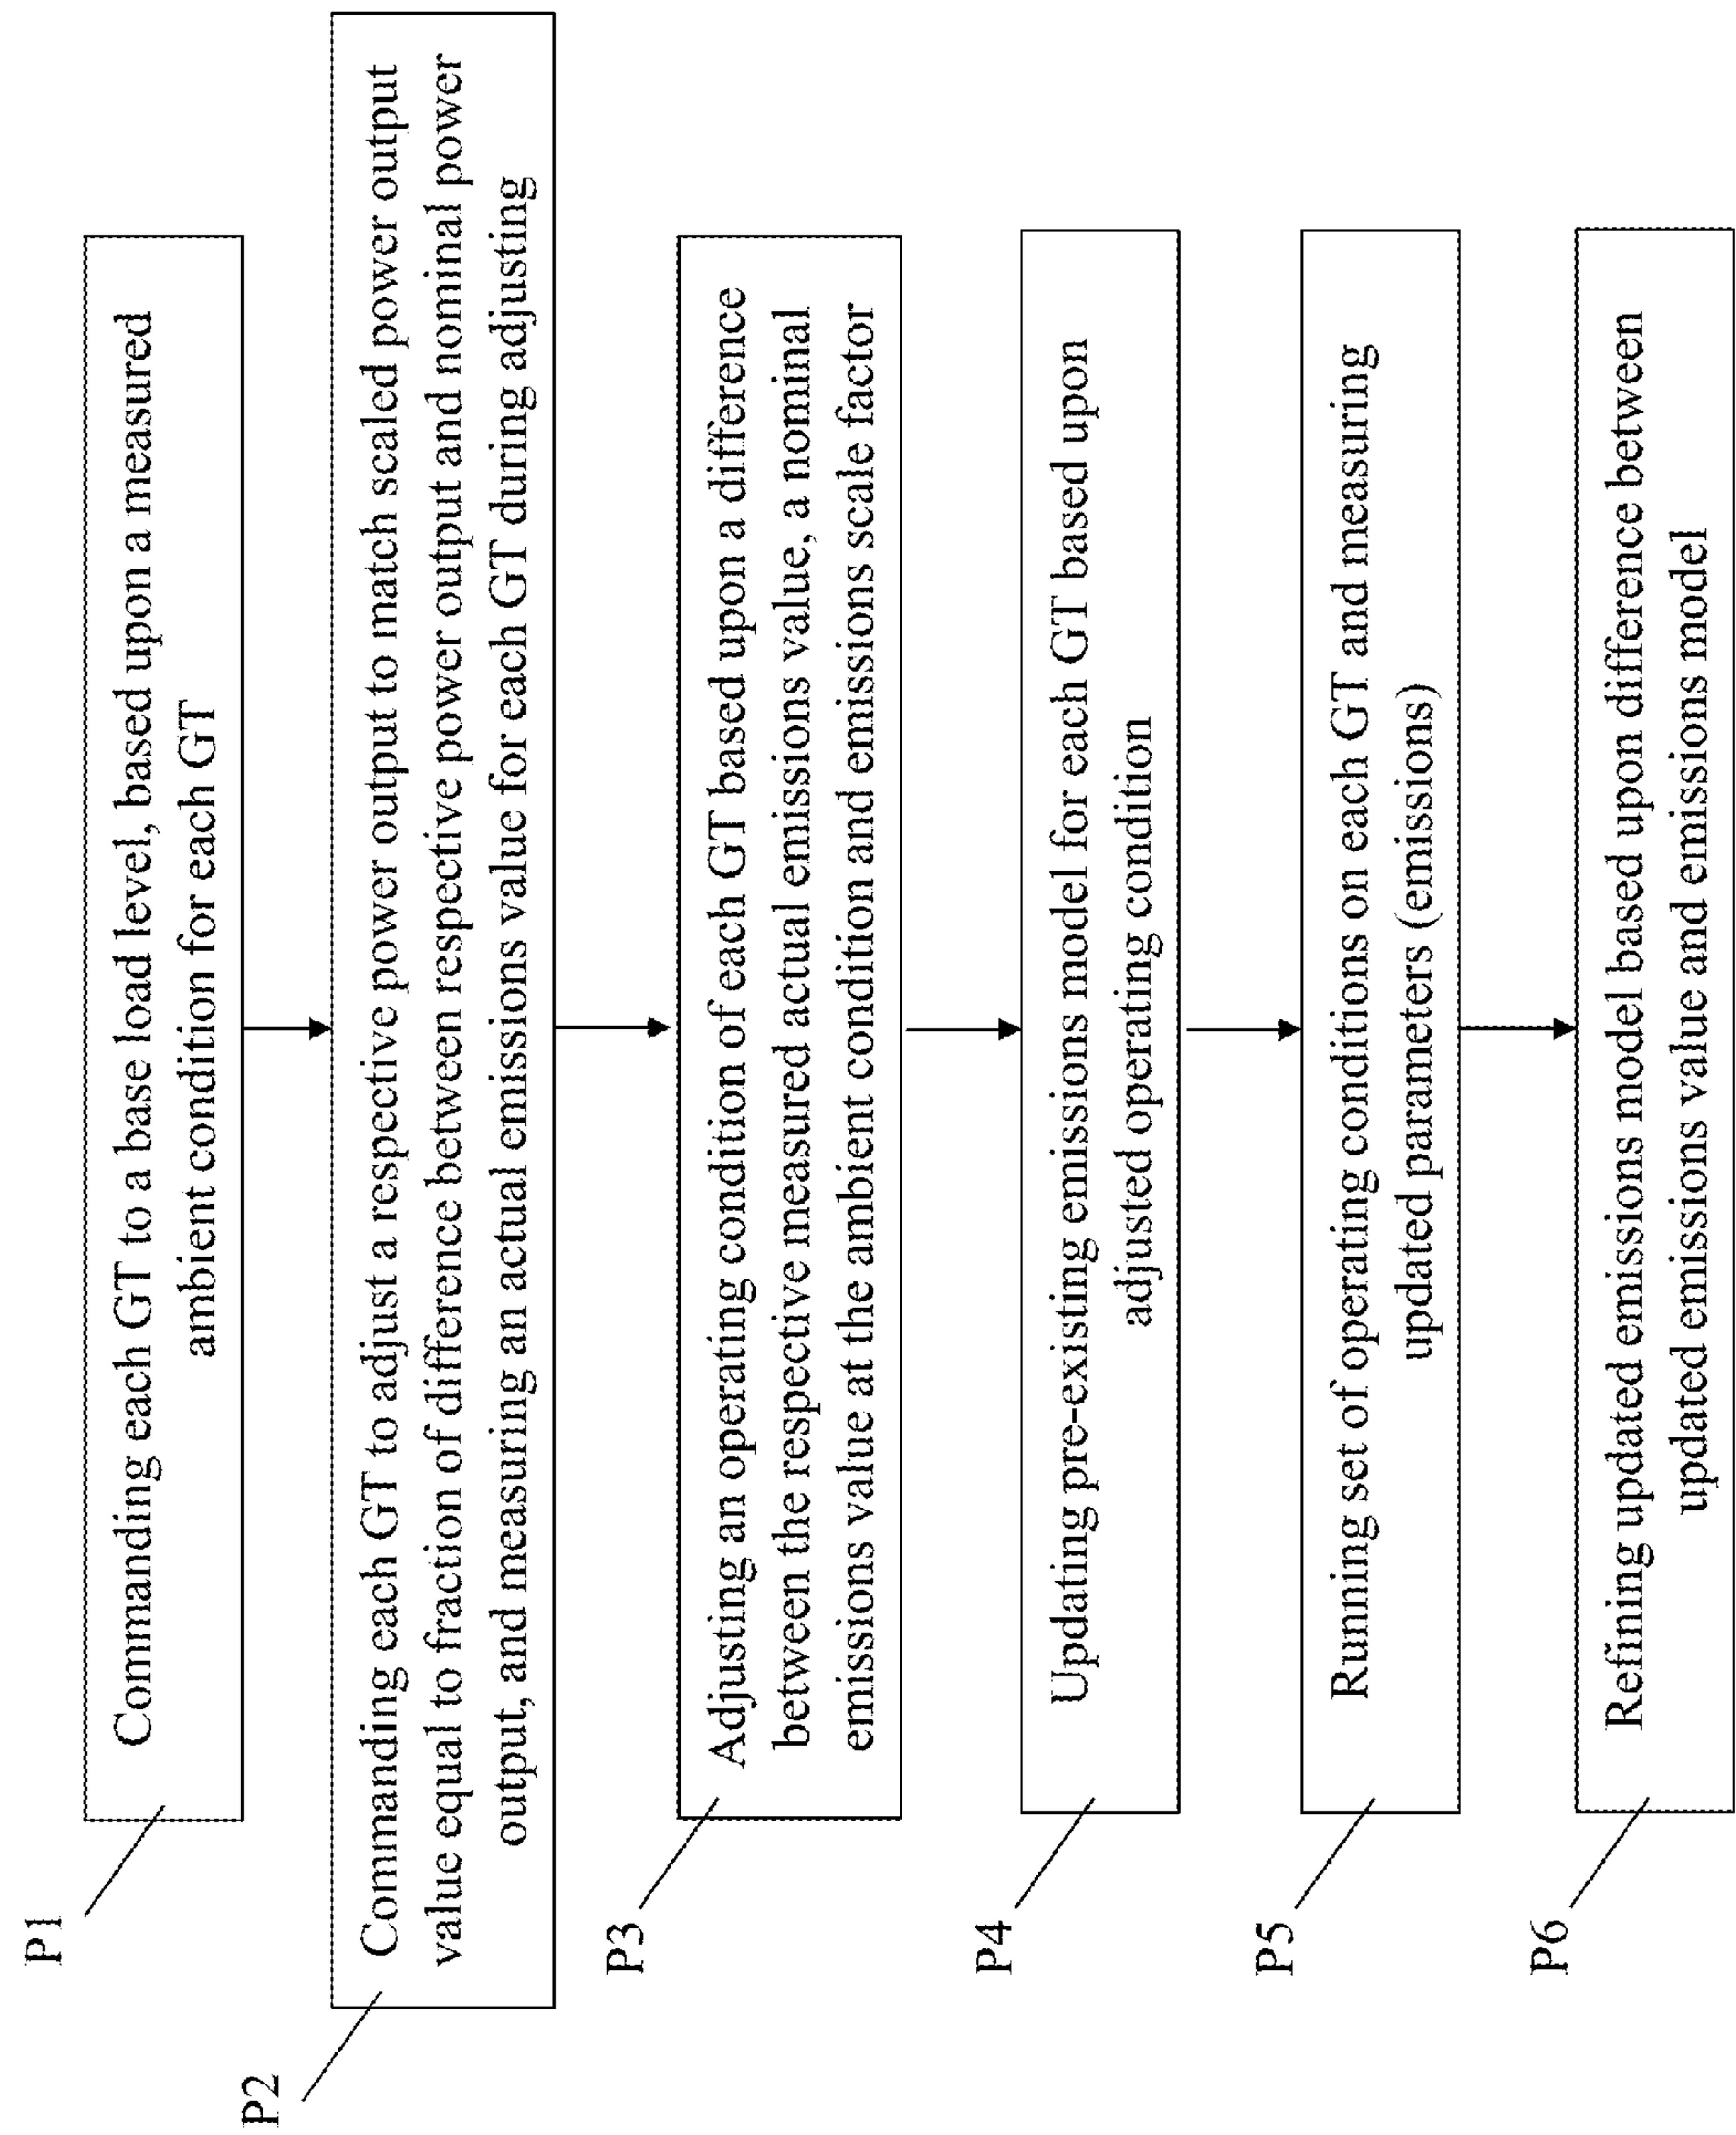 P1
Commanding each GT to a base load level, based upon a measured
ambient condition for each GT
P2
Commanding each GT to adjust a respective power output to match scaled power output
value equal to fraction of difference between respective power output and nominal power
output, and measuring an actual emissions value for each GT during adjusting
P3
Adjusting an operating condition of each GT based upon a difference
between the respective measured actual emissions value, a nominal
emissions value at the ambient condition and emissions scale factor
P4
Updating pre-existing emissions model for each GT based upon
adjusted operating condition
P5
Running set of operating conditions on each GT and measuring
updated parameters (emissions)
P6
Refining updated emissions model based upon difference between
updated emissions value and emissions model